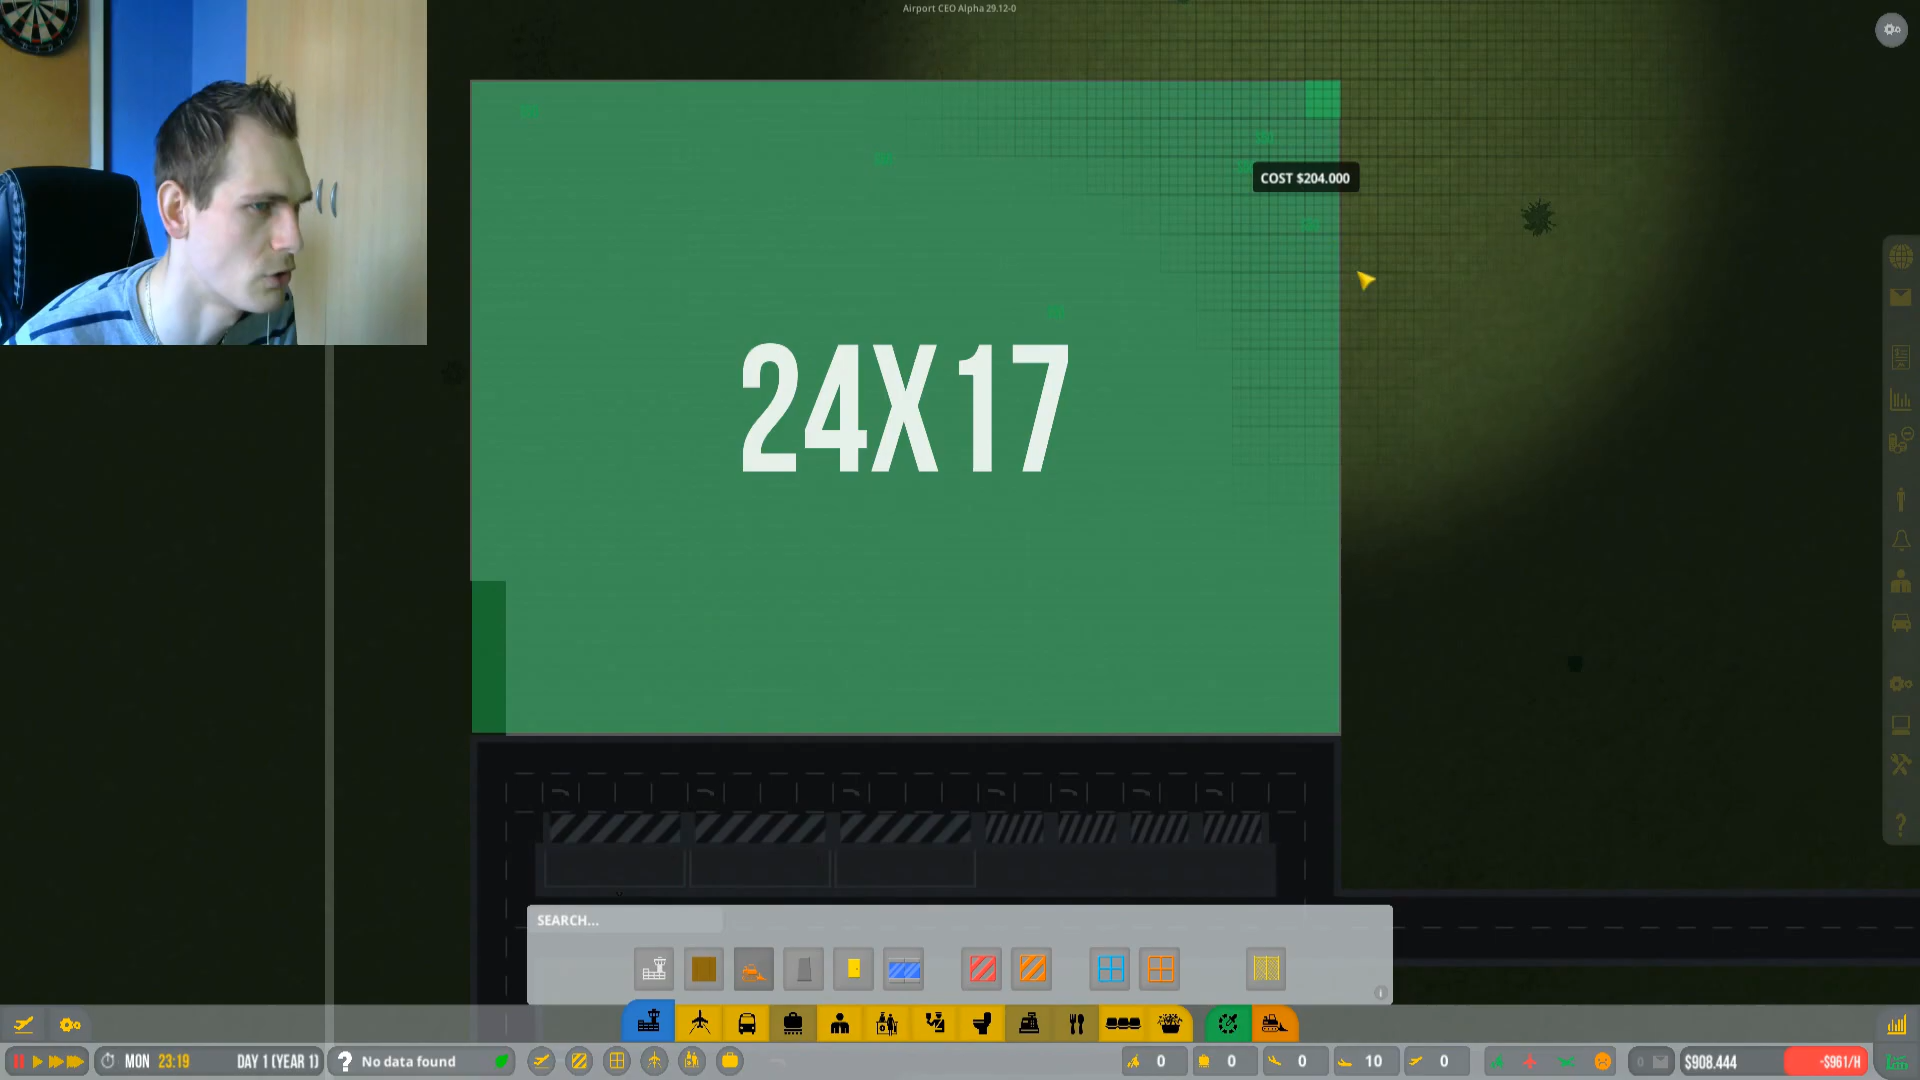 Airport CEO Alpha 29.12-0
COST $204.000
24X17
SEARCH...
MON 23:19 DAY 1 (YEAR 1)
? No data found
0 0 0 10 0
0
$908.444 -$961/H